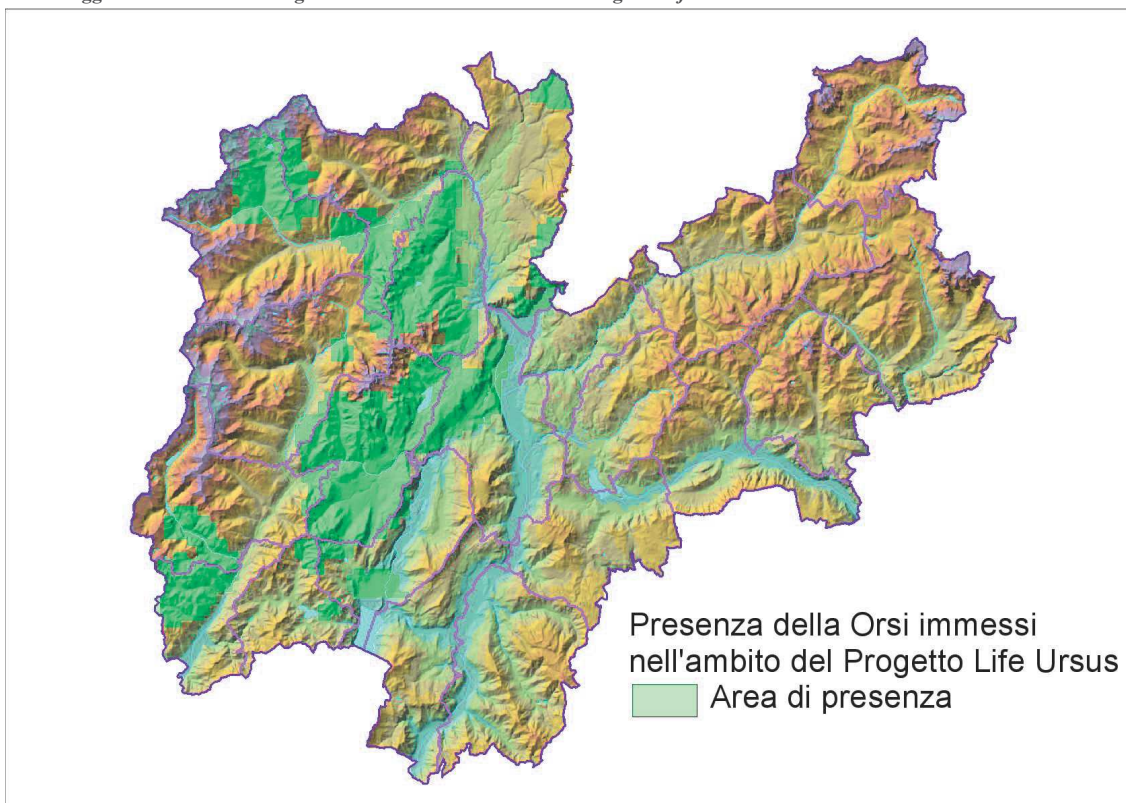 Presenza della Orsi immessi
nell'ambito del Progetto Life Ursus
Area di presenza